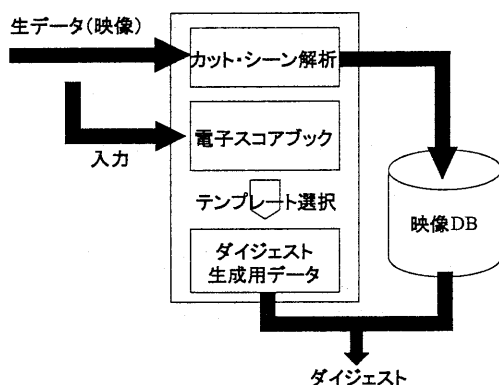 生データ(映像)
カット・シーン解析
電子スコアブック
入力
テンプレート選択
映像DB
ダイジェスト
生成用データ
ダイジェスト